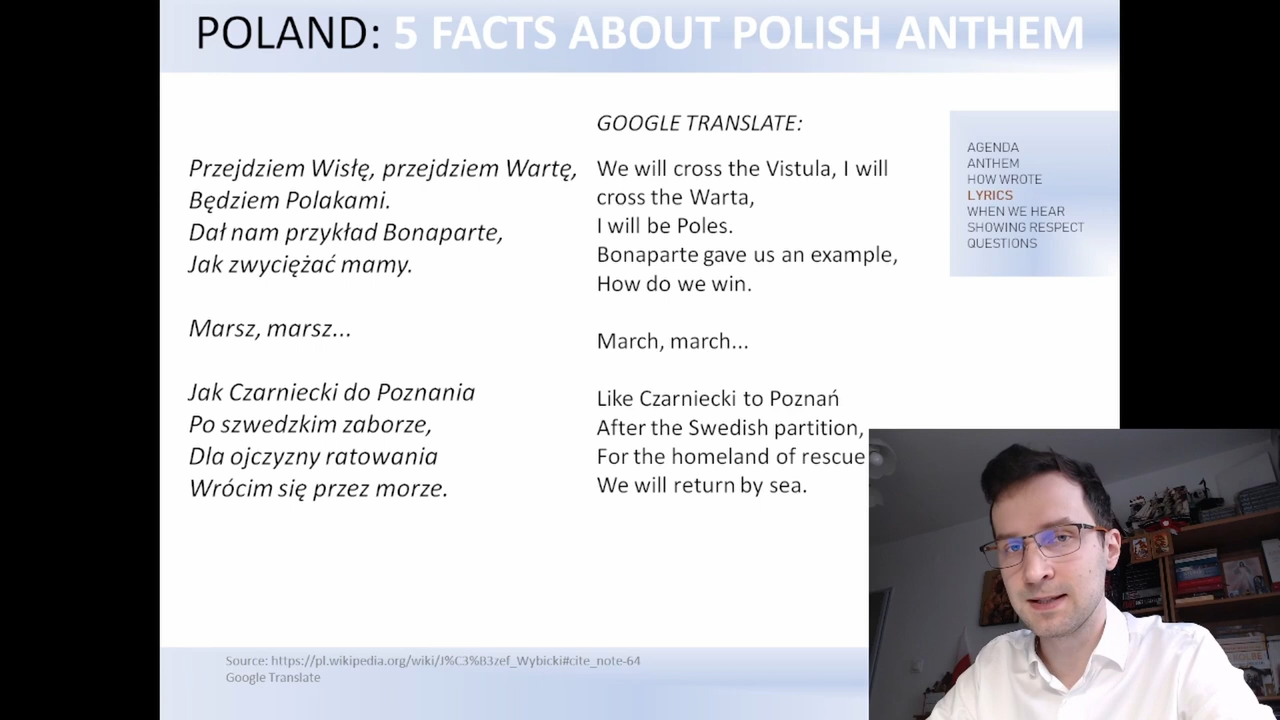 POLAND: 5 FACTS ABOUT POLISH ANTHEM
Przejdziem Wisłę, przejdziem Wartę,
Będziem Polakami.
Dał nam przykład Bonaparte,
Jak zwyciężać mamy.
Marsz, marsz...
Jak Czarniecki do Poznania
Po szwedzkim zaborze,
Dla ojczyzny ratowania
Wrócim się przez morze.
GOOGLE TRANSLATE:
We will cross the Vistula, I will
cross the Warta,
I will be Poles.
Bonaparte gave us an example,
How do we win.
March, march...
Like Czarniecki to Poznań
After the Swedish partition,
For the homeland of rescue
We will return by sea.
AGENDA
ANTHEM
HOW WROTE
LYRICS
WHEN WE HEAR
SHOWING RESPECT
QUESTIONS
Source: https://pl.wikipedia.org/wiki/J%C3%B3zef_Wybicki#cite_note-64
Google Translate